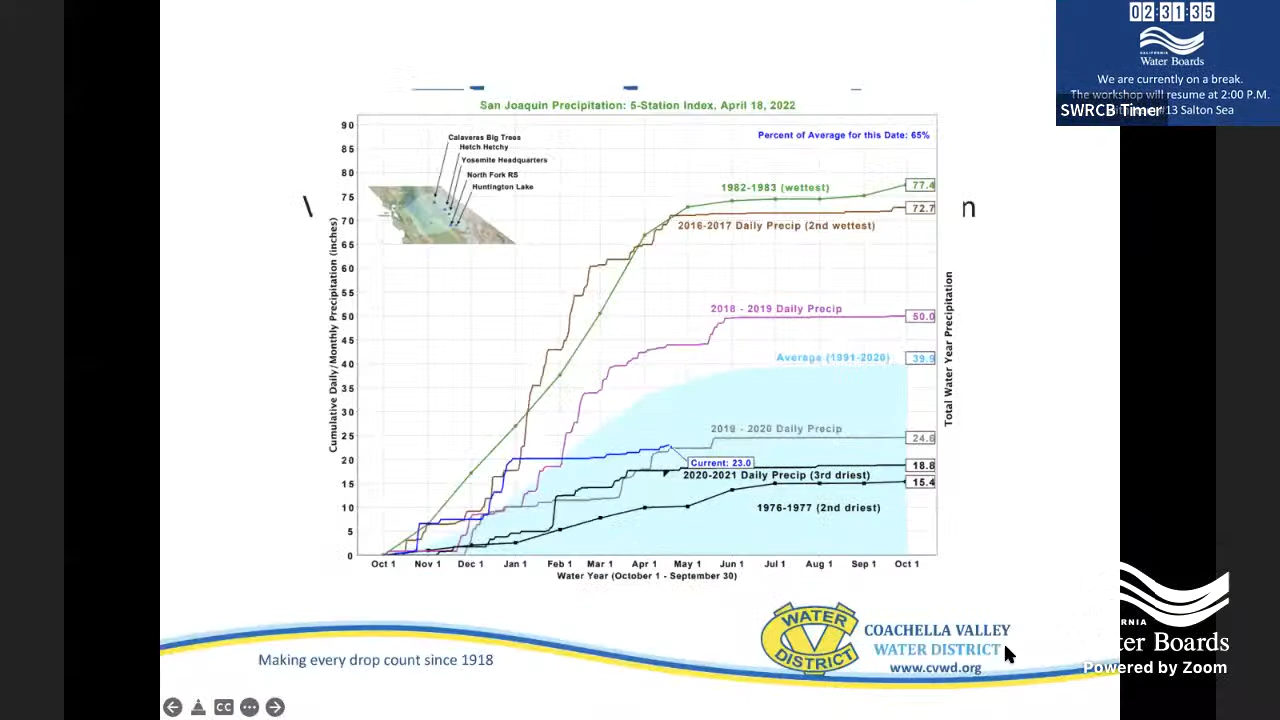 02:31:35
CALIFORNIA
Water Boards
We are currently on a break.
The workshop will resume at 2:00 P.M.
#13 Salton Sea
SWRCB Timer
San Joaquin Precipitation: 5-Station Index, April 18, 2022
Percent of Average for this Date: 65%
Calaveras Big Trees
Hetch Hetchy
Yosemite Headquarters
North Fork RS
Huntington Lake
n
Cumulative Daily/Monthly Precipitation (inches)
90
85
80
75
70
65
60
55
50
45
40
35
30
25
20
15
10
5
0
1982-1983 (wettest)
77.4
2016-2017 Daily Precip (2nd wettest)
72.7
2018 - 2019 Daily Precip
50.0
Average (1991-2020)
39.9
2019 - 2020 Daily Precip
24.6
Current: 23.0
18.8
2020-2021 Daily Precip (3rd driest)
15.4
1976-1977 (2nd driest)
Total Water Year Precipitation
Oct 1 Nov 1 Dec 1 Jan 1 Feb 1 Mar 1 Apr 1 May 1 Jun 1 Jul 1 Aug 1 Sep 1 Oct 1
Water Year (October 1 - September 30)
Making every drop count since 1918
WATER
CV
DISTRICT
COACHELLA VALLEY
WATER DISTRICT
www.cvwd.org
RNIA
ter Boards
Powered by Zoom
CC